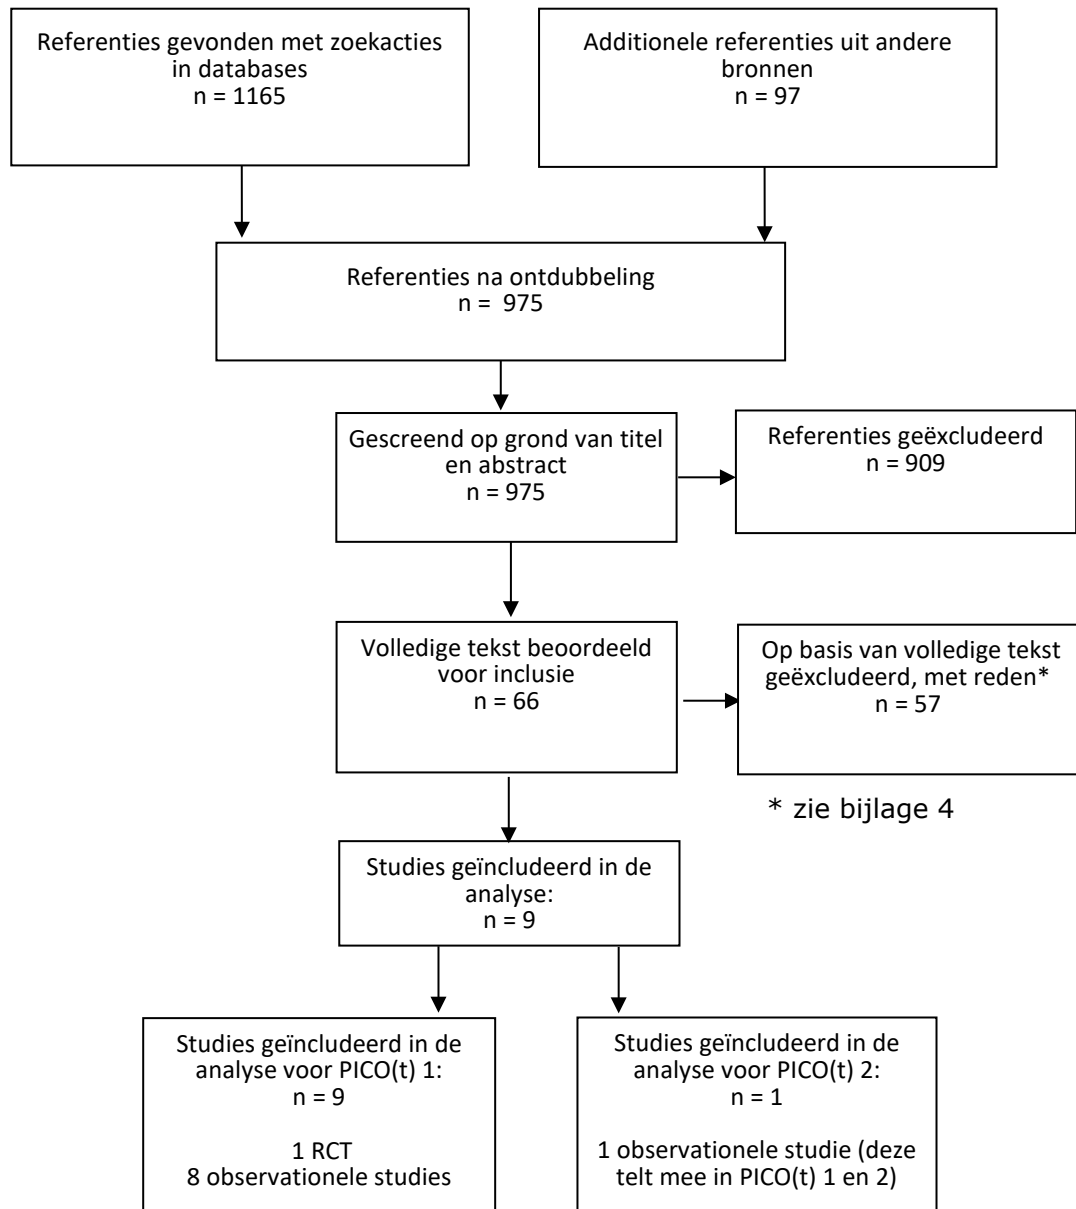 Referenties gevonden met zoekacties
in databases
n = 1165
Additionele referenties uit andere
bronnen
n = 97
Referenties na ontdubbeling
n =  975
Gescreend op grond van titel
en abstract
n = 975
Referenties geëxcludeerd
n = 909
Volledige tekst beoordeeld
voor inclusie
n = 66
Op basis van volledige tekst
geëxcludeerd, met reden*
n = 57
* zie bijlage 4
Studies geïncludeerd in de
analyse:
n = 9
Studies geïncludeerd in de
analyse voor PICO(t) 1:
n = 9
1 RCT
8 observationele studies
Studies geïncludeerd in de
analyse voor PICO(t) 2:
n = 1
1 observationele studie (deze
telt mee in PICO(t) 1 en 2)